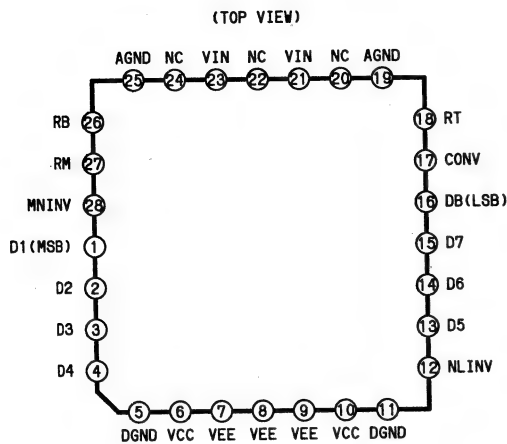 (TOP VIEW)
AGND NC VIN NC VIN NC AGND
25 24 23 22 21 20 19
RB 26 18 RT
RM 27 17 CONV
MNINV 28 16 DB(LSB)
D1(MSB) 1 15 D7
D2 2 14 D6
D3 3 13 D5
D4 4 12 NLINV
5 6 7 8 9 10 11
DGND VCC VEE VEE VEE VCC DGND